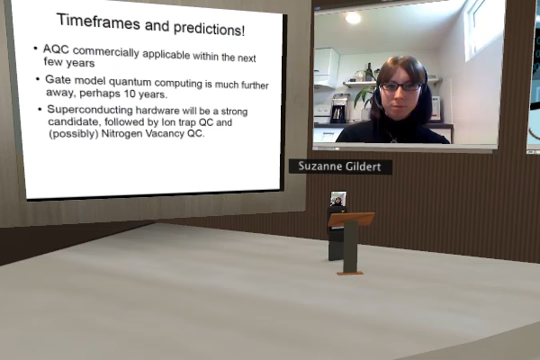 Timeframes and predictions!
• AQC commercially applicable within the next
few years
• Gate model quantum computing is much further
away, perhaps 10 years.
• Superconducting hardware will be a strong
candidate, followed by Ion trap QC and
(possibly) Nitrogen Vacancy QC.
Suzanne Gildert